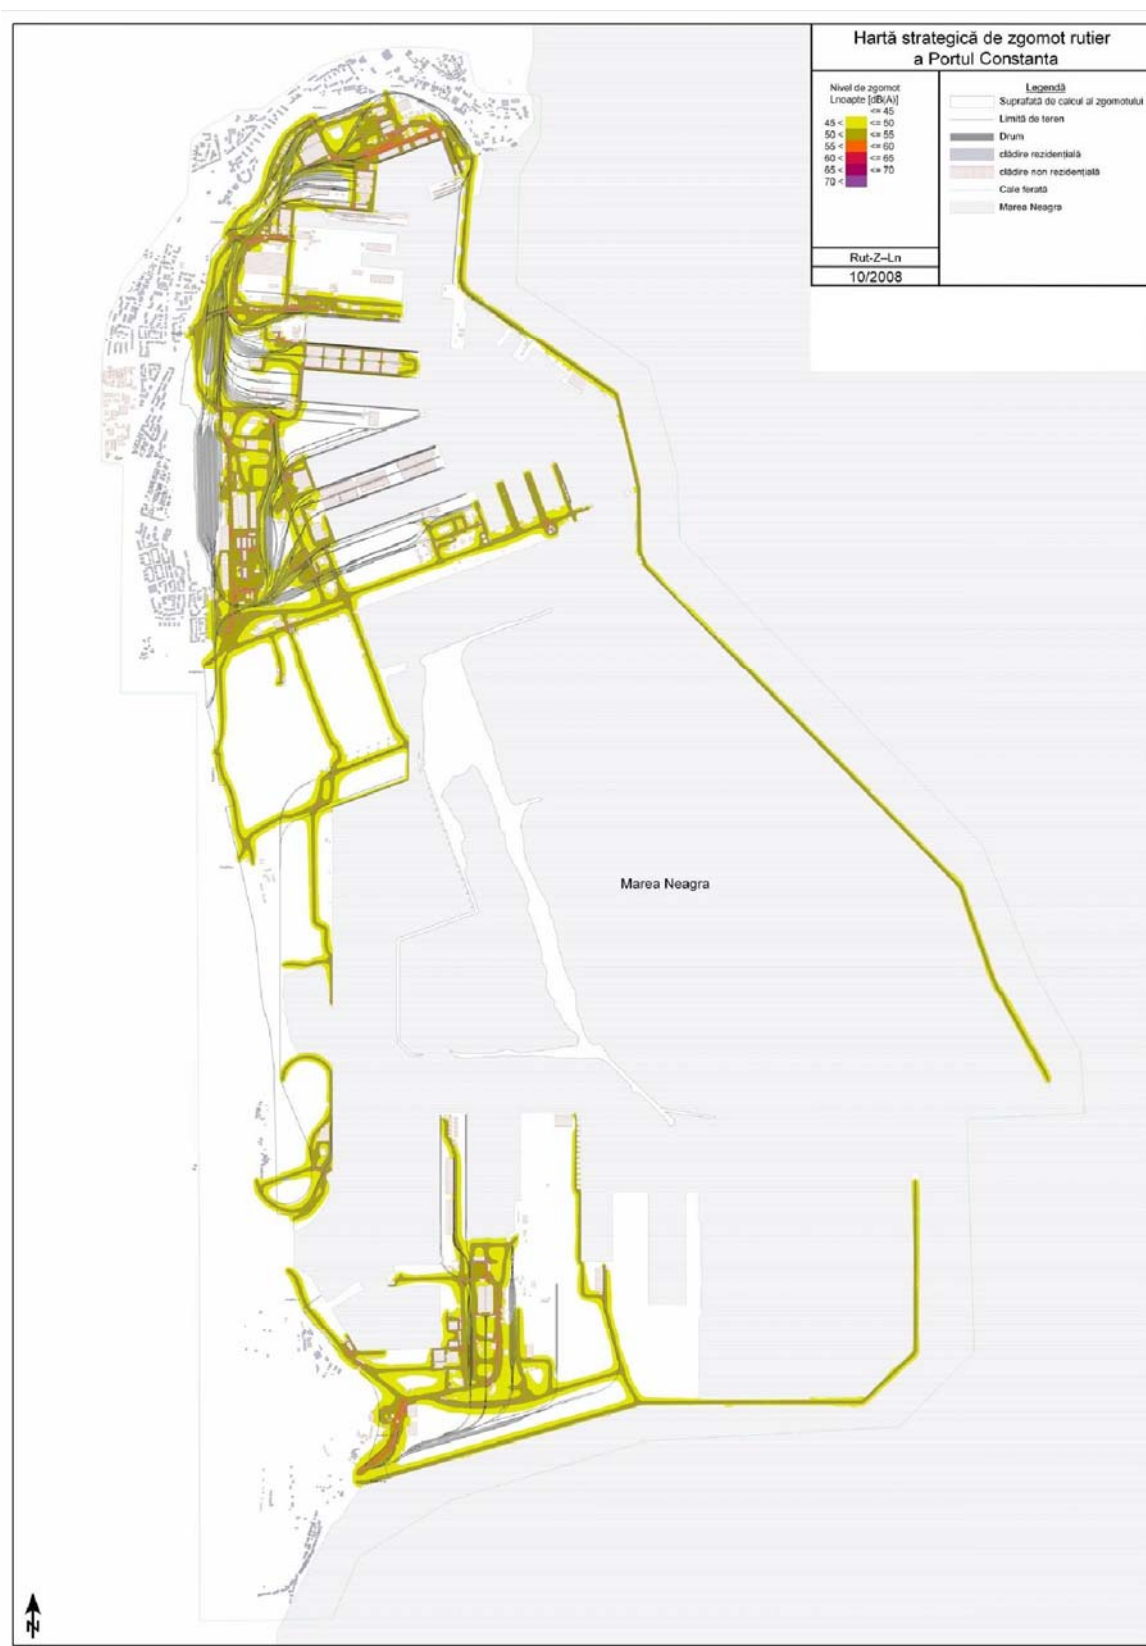 Hartă strategică de zgomot rutier
a Portul Constanta
Nivel de zgomot
Lnoapte [dB(A)]
<= 45
45 < <= 50
50 < <= 55
55 < <= 60
60 < <= 65
65 < <= 70
70 <
Rut-Z–Ln
10/2008
Legendă
Suprafată de calcul al zgomotului
Limită de teren
Drum
clădire rezidențială
clădire non rezidențială
Cale ferată
Marea Neagra
Marea Neagra
N